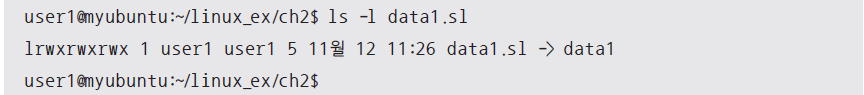 user1@myubuntu:~/linux_ex/ch2$ ls -l data1.sl
lrwxrwxrwx 1 user1 user1 5 11월 12 11:26 data1.sl -> data1
user1@myubuntu:~/linux_ex/ch2$